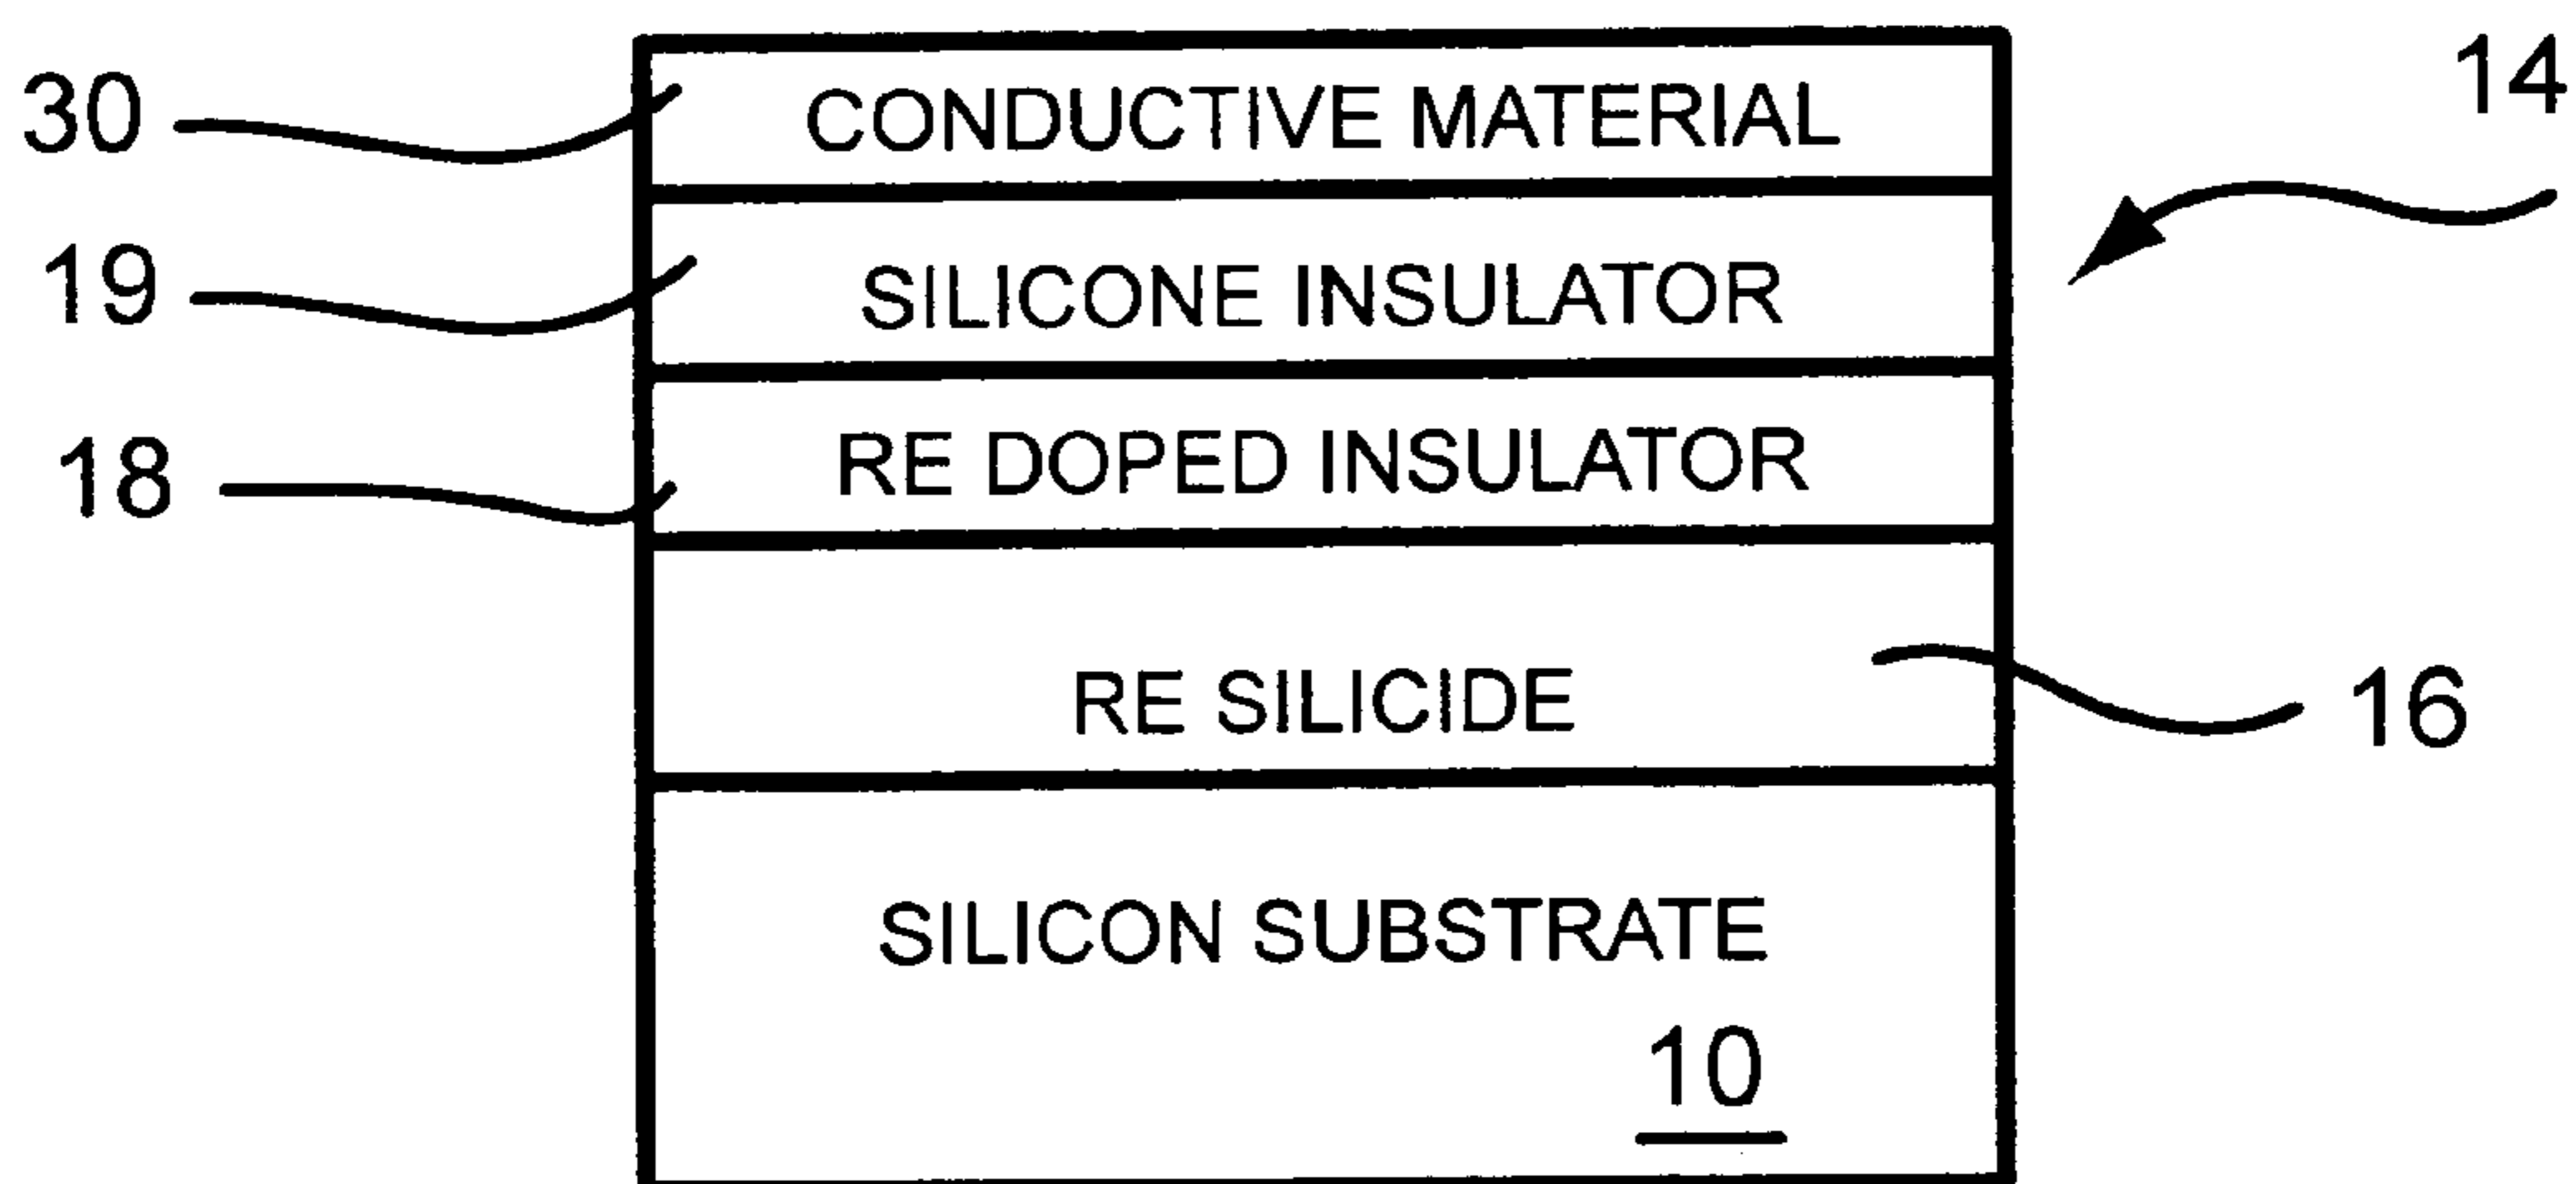 30
CONDUCTIVE MATERIAL
14
19
SILICONE INSULATOR
18
RE DOPED INSULATOR
RE SILICIDE
16
SILICON SUBSTRATE
10